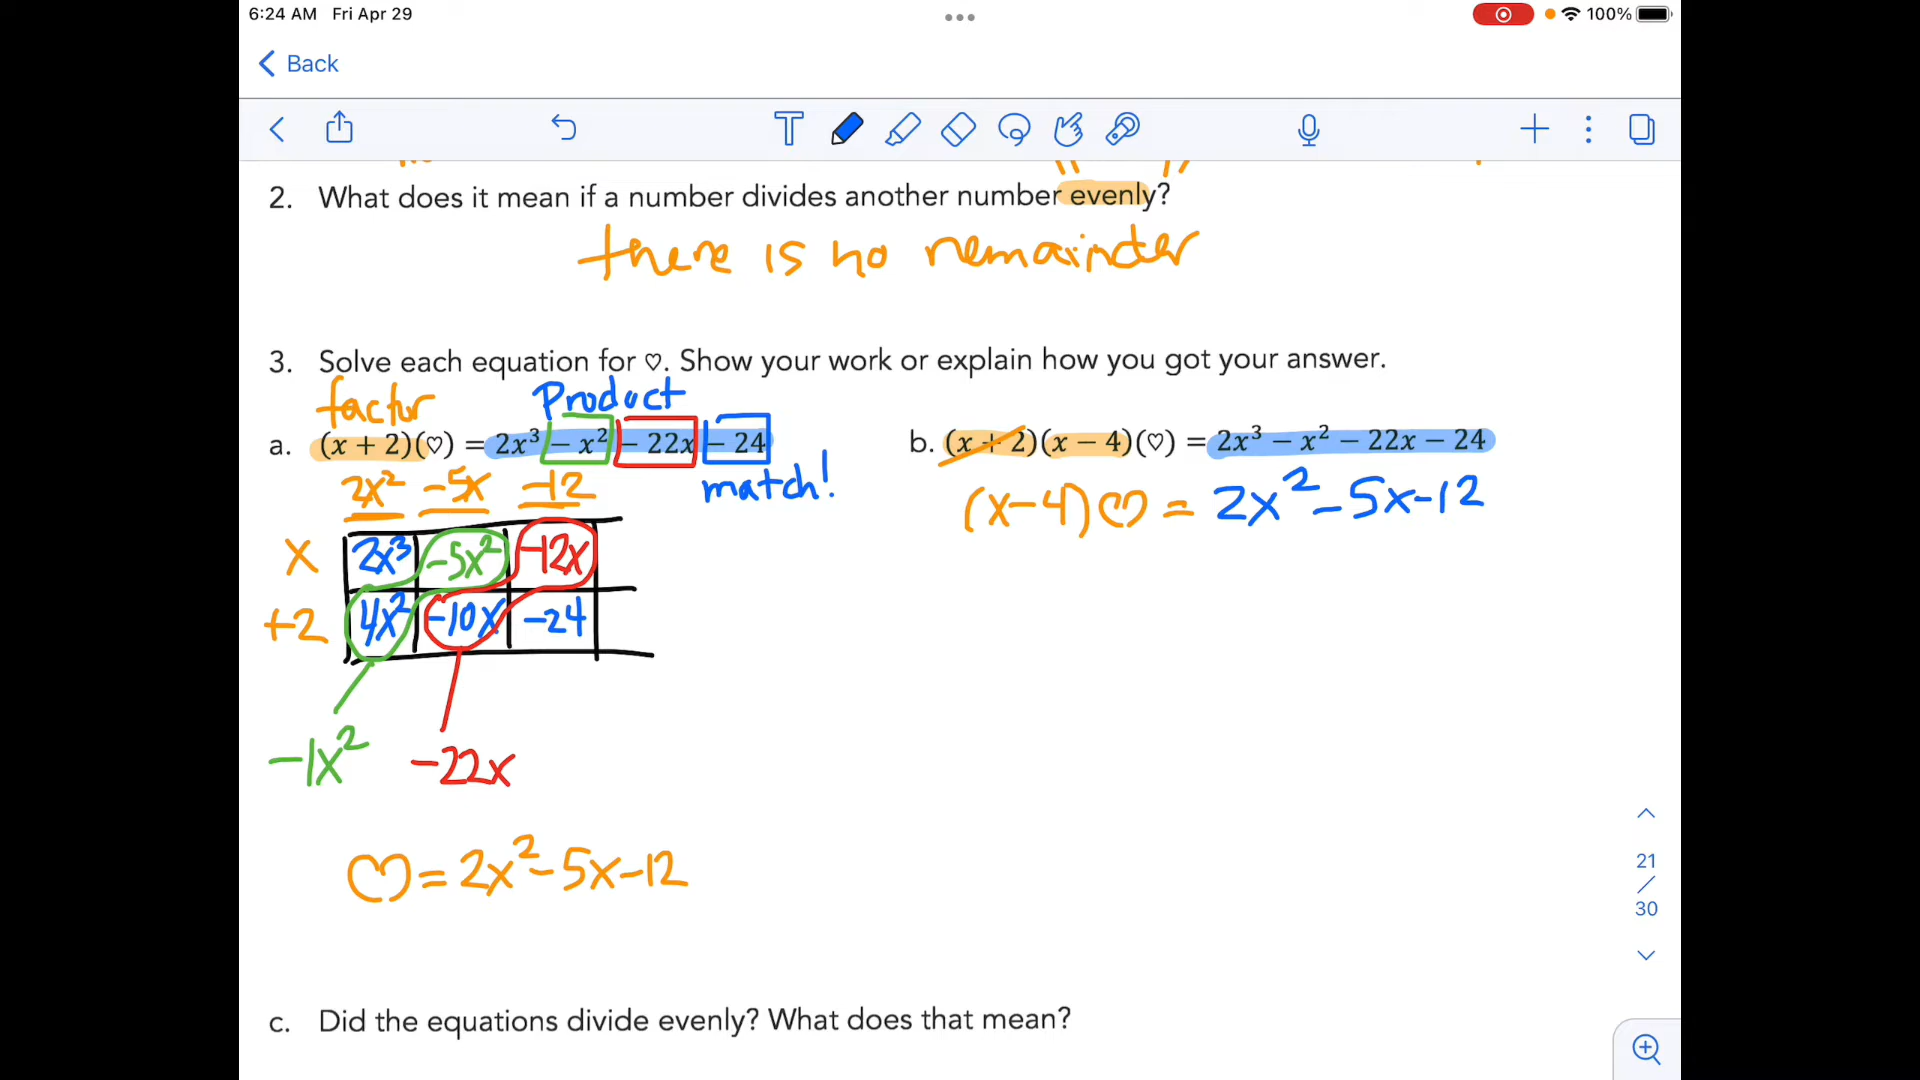 6:24 AM Fri Apr 29
100%
Back
2. What does it mean if a number divides another number evenly?
there is no remainder
3. Solve each equation for ♡. Show your work or explain how you got your answer.
factor Product
a. (x + 2)(♡) = 2x³ − x² − 22x − 24
match!
b. (x + 2)(x − 4)(♡) = 2x³ − x² − 22x − 24
(x-4)♡ = 2x² - 5x - 12
2x² -5x -12
x 2x³ -5x² -12x
+2 4x² -10x -24
-1x² -22x
♡ = 2x² - 5x - 12
21
/
30
c. Did the equations divide evenly? What does that mean?